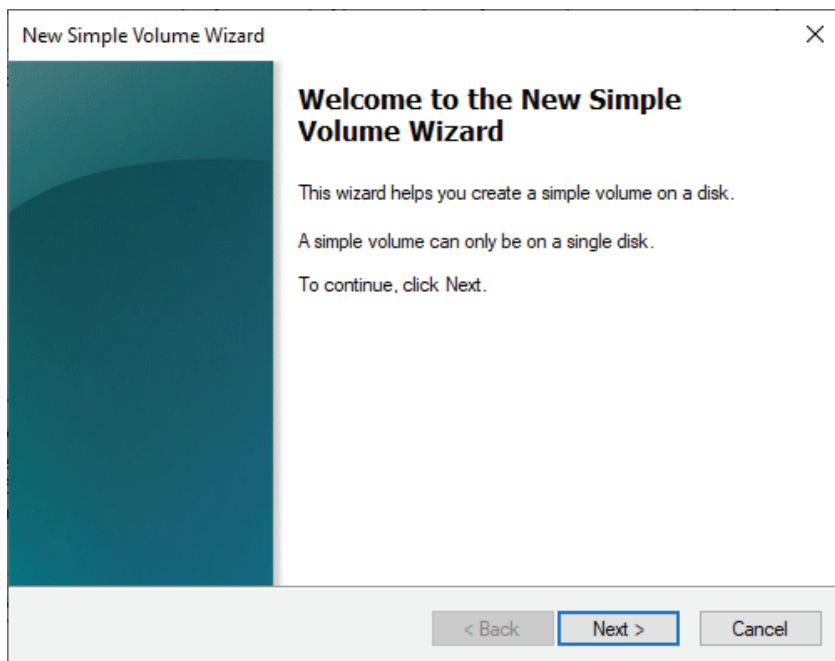 New Simple Volume Wizard
Welcome to the New Simple
Volume Wizard
This wizard helps you create a simple volume on a disk.
A simple volume can only be on a single disk.
To continue, click Next.
< Back
Next >
Cancel